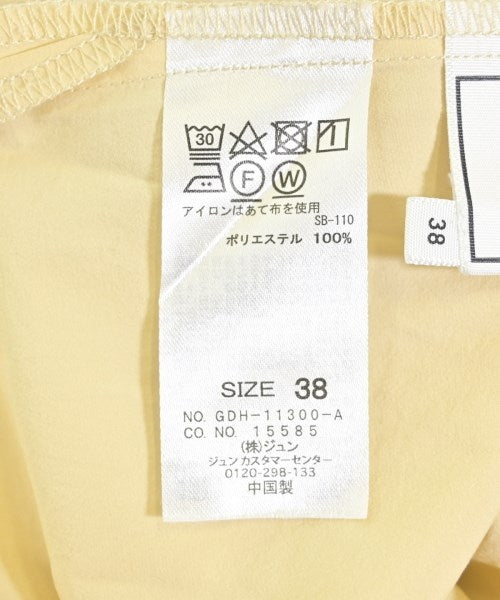 30
F
W
アイロンはあて布を使用
SB-110
ポリエステル 100%
SIZE 38
NO. GDH-11300-A
CO. NO. 15585
(株)ジュン
ジュン カスタマーセンター
0120-298-133
中国製
38